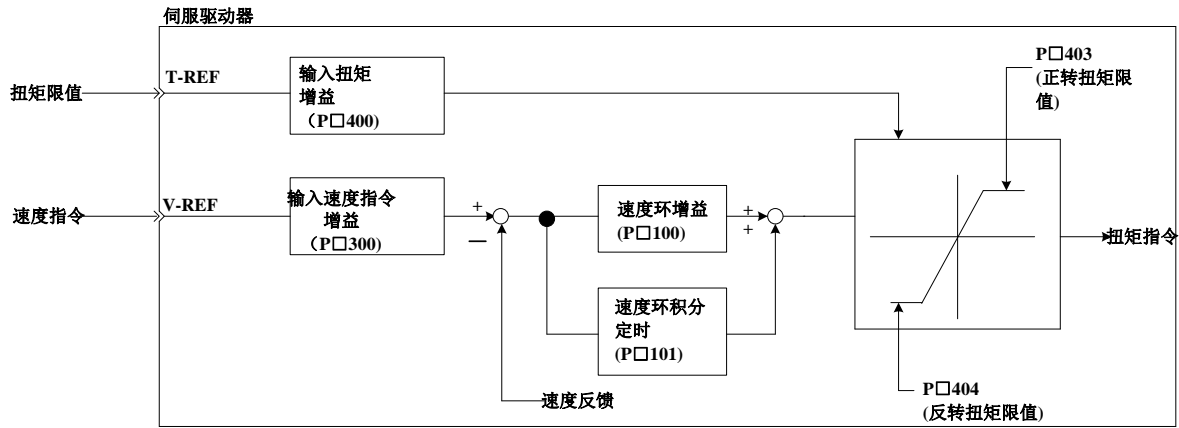 伺服驱动器
扭矩限值
T-REF
输入扭矩
增益
（P□400)
P□403
(正转扭矩限
值)
速度指令
V-REF
输入速度指令
增益
（P□300)
+
—
速度环增益
(P□100)
+
+
扭矩指令
速度环积分
定时
(P□101)
速度反馈
P□404
(反转扭矩限值)